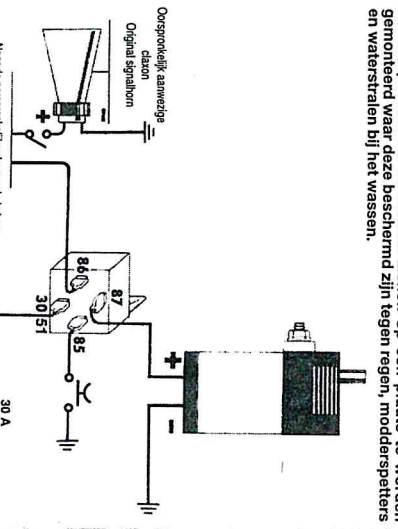 gemonteerd waar deze beschermd zijn tegen regen, modderspetters
en waterstralen bij het wassen.
Oorspronkelijk aanwezige
claxon
Original signalhorn
+
-
86
87
30/51
85
+
-
30 A